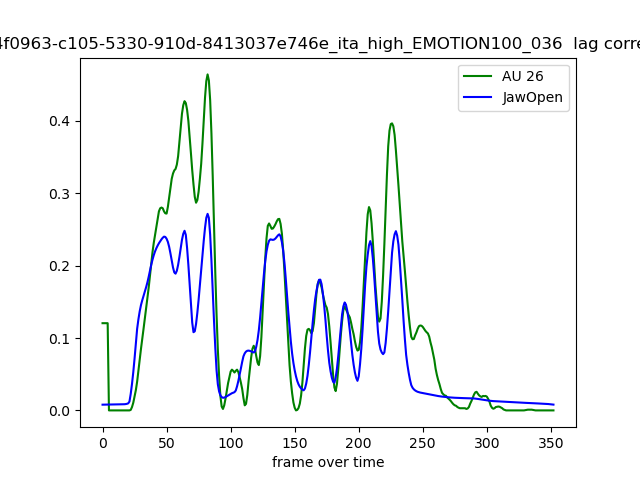 4f0963-c105-5330-910d-8413037e746e_ita_high_EMOTION100_036 lag corre
AU 26
JawOpen
0.4
0.3
0.2
0.1
0.0
0 50 100 150 200 250 300 350
frame over time